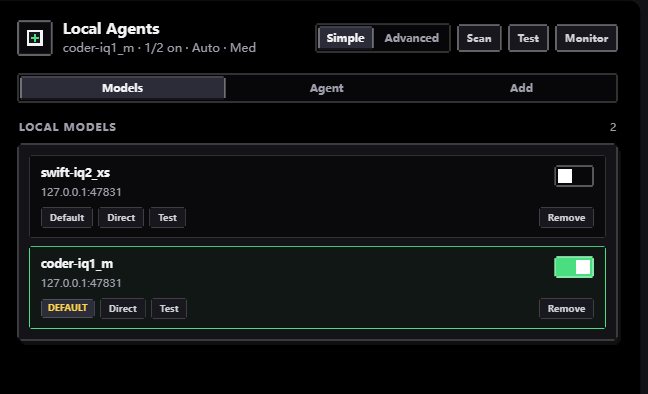 Local Agents
coder-iq1_m · 1/2 on · Auto · Med
Simple Advanced Scan Test Monitor
Models Agent Add
LOCAL MODELS 2
swift-iq2_xs
127.0.0.1:47831
Default Direct Test Remove
coder-iq1_m
127.0.0.1:47831
DEFAULT Direct Test Remove